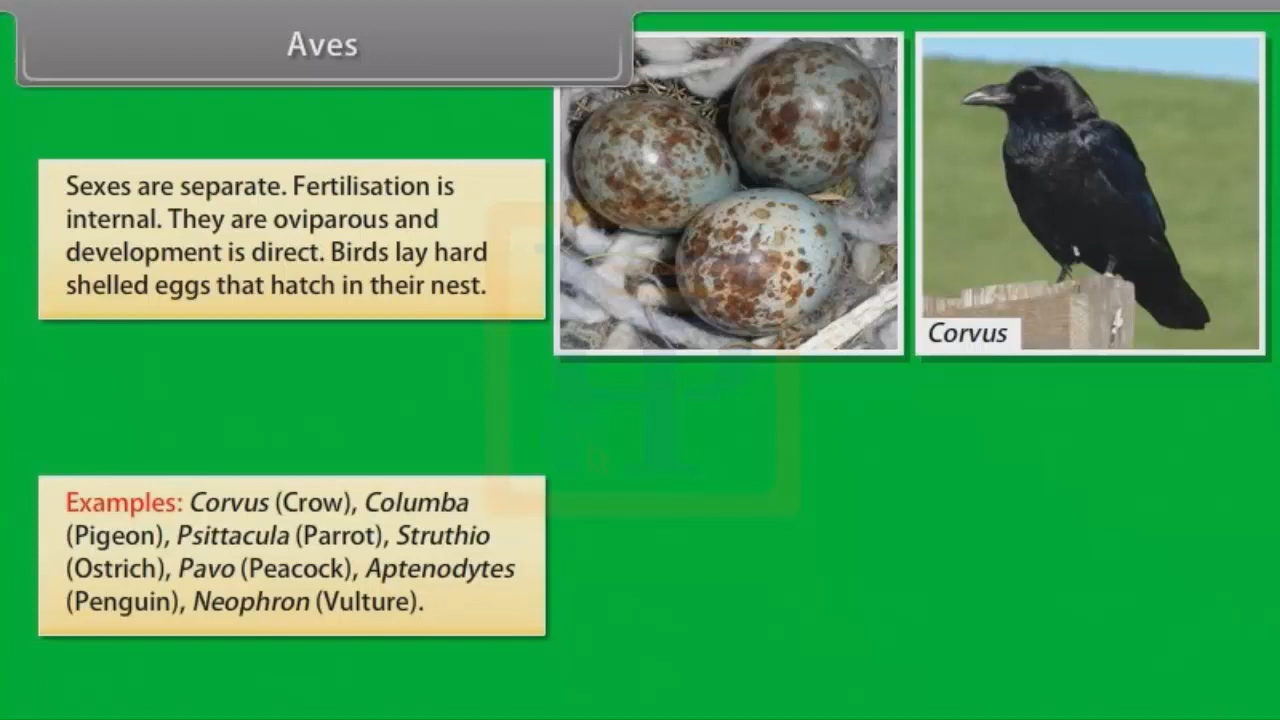 Aves
Sexes are separate. Fertilisation is
internal. They are oviparous and
development is direct. Birds lay hard
shelled eggs that hatch in their nest.
Corvus
Examples: Corvus (Crow), Columba
(Pigeon), Psittacula (Parrot), Struthio
(Ostrich), Pavo (Peacock), Aptenodytes
(Penguin), Neophron (Vulture).